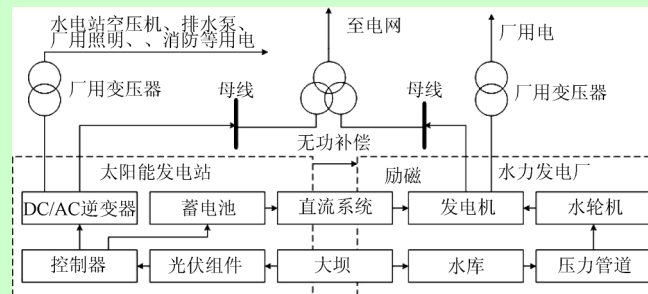 水电站空压机、排水泵、
厂用照明、、消防等用电
至电网
厂用电
厂用变压器
母线
母线
厂用变压器
无功补偿
太阳能发电站
励磁
水力发电厂
DC/AC逆变器
蓄电池
直流系统
发电机
水轮机
控制器
光伏组件
大坝
水库
压力管道